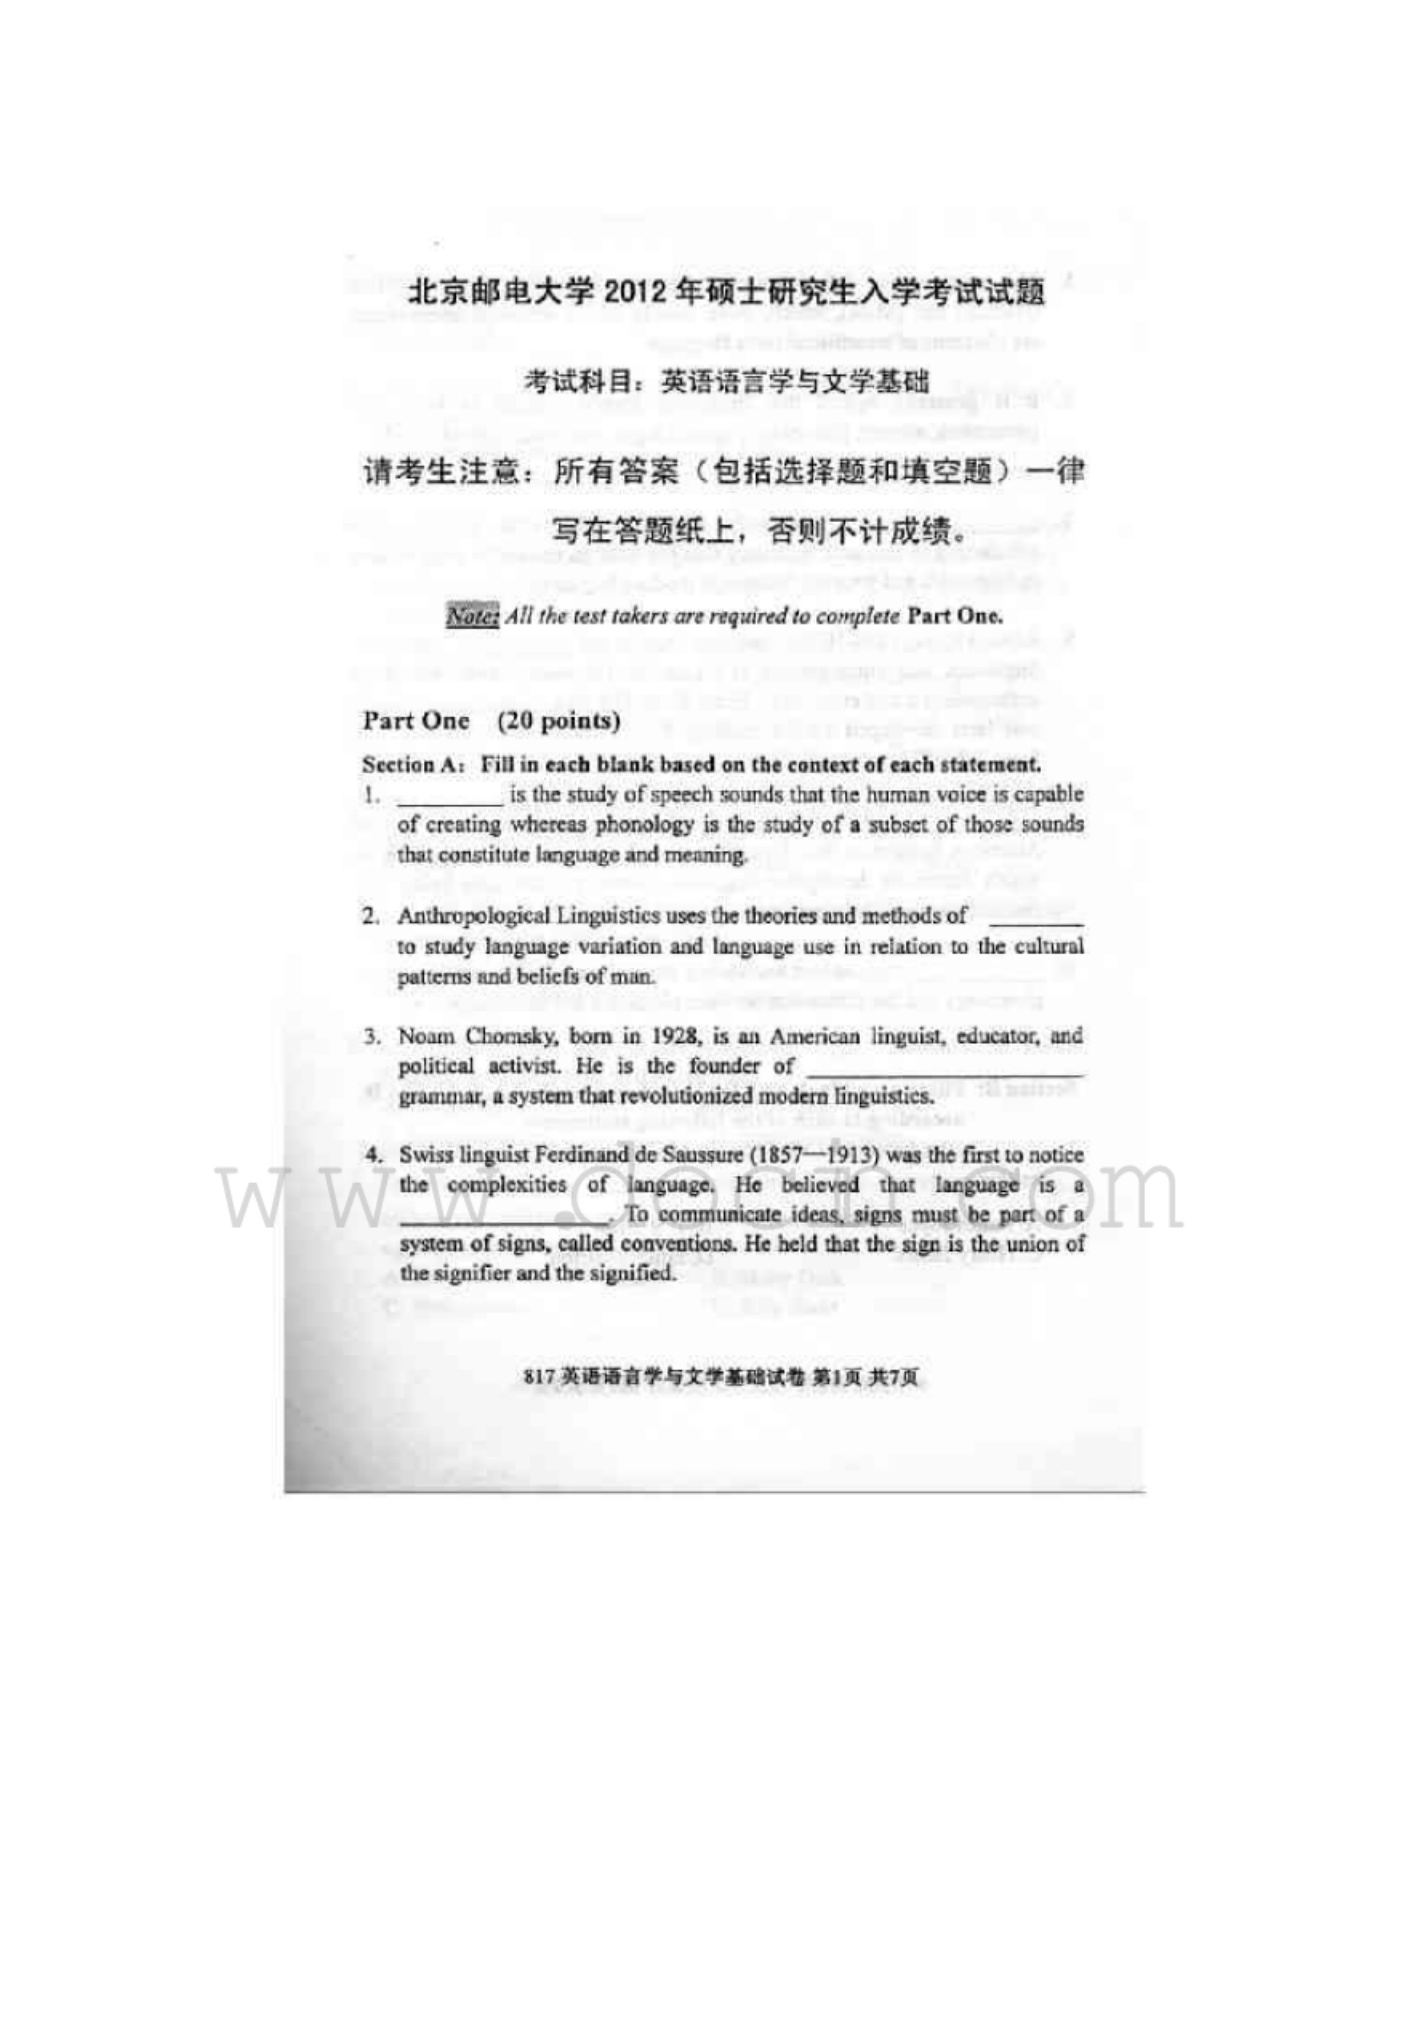 北京邮电大学 2012 年硕士研究生入学考试试题
考试科目：英语语言学与文学基础
请考生注意：所有答案（包括选择题和填空题）一律
写在答题纸上，否则不计成绩。
Note: All the test takers are required to complete Part One.
Part One (20 points)
Section A: Fill in each blank based on the context of each statement.
1. __________ is the study of speech sounds that the human voice is capable
of creating whereas phonology is the study of a subset of those sounds
that constitute language and meaning.
2. Anthropological Linguistics uses the theories and methods of _________
to study language variation and language use in relation to the cultural
patterns and beliefs of man.
3. Noam Chomsky, born in 1928, is an American linguist, educator, and
political activist. He is the founder of __________________________
grammar, a system that revolutionized modern linguistics.
4. Swiss linguist Ferdinand de Saussure (1857—1913) was the first to notice
the complexities of language. He believed that language is a
____________________. To communicate ideas, signs must be part of a
system of signs, called conventions. He held that the sign is the union of
the signifier and the signified.
www.docin.com
817 英语语言学与文学基础试卷 第1页 共7页